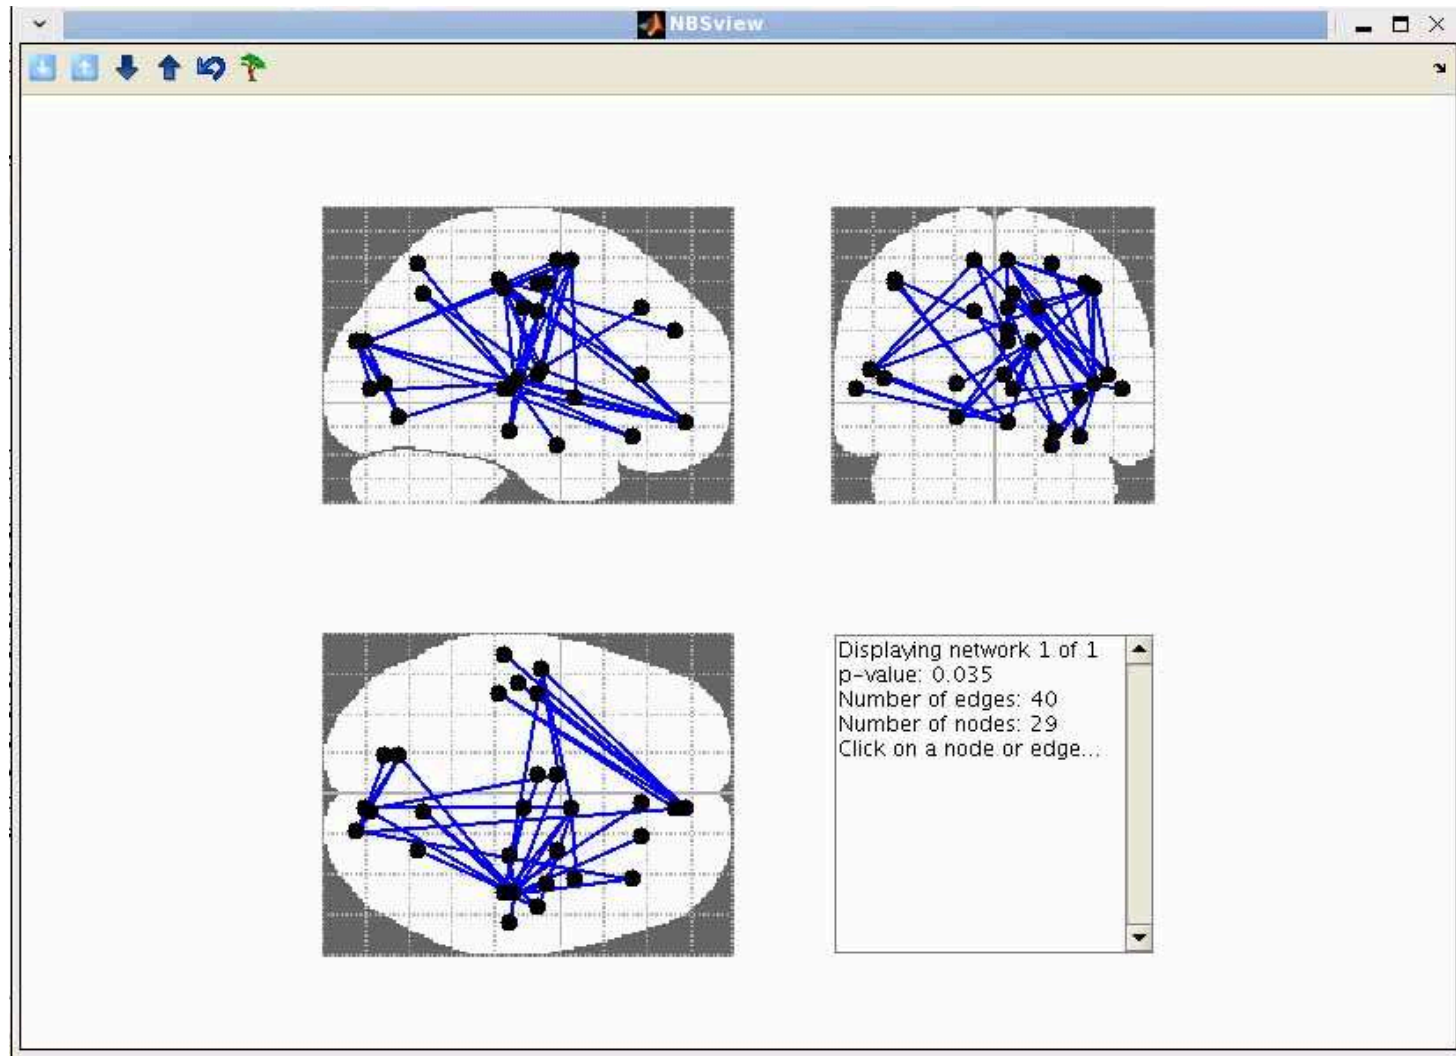 NBSview
Displaying network 1 of 1
p-value: 0.035
Number of edges: 40
Number of nodes: 29
Click on a node or edge...